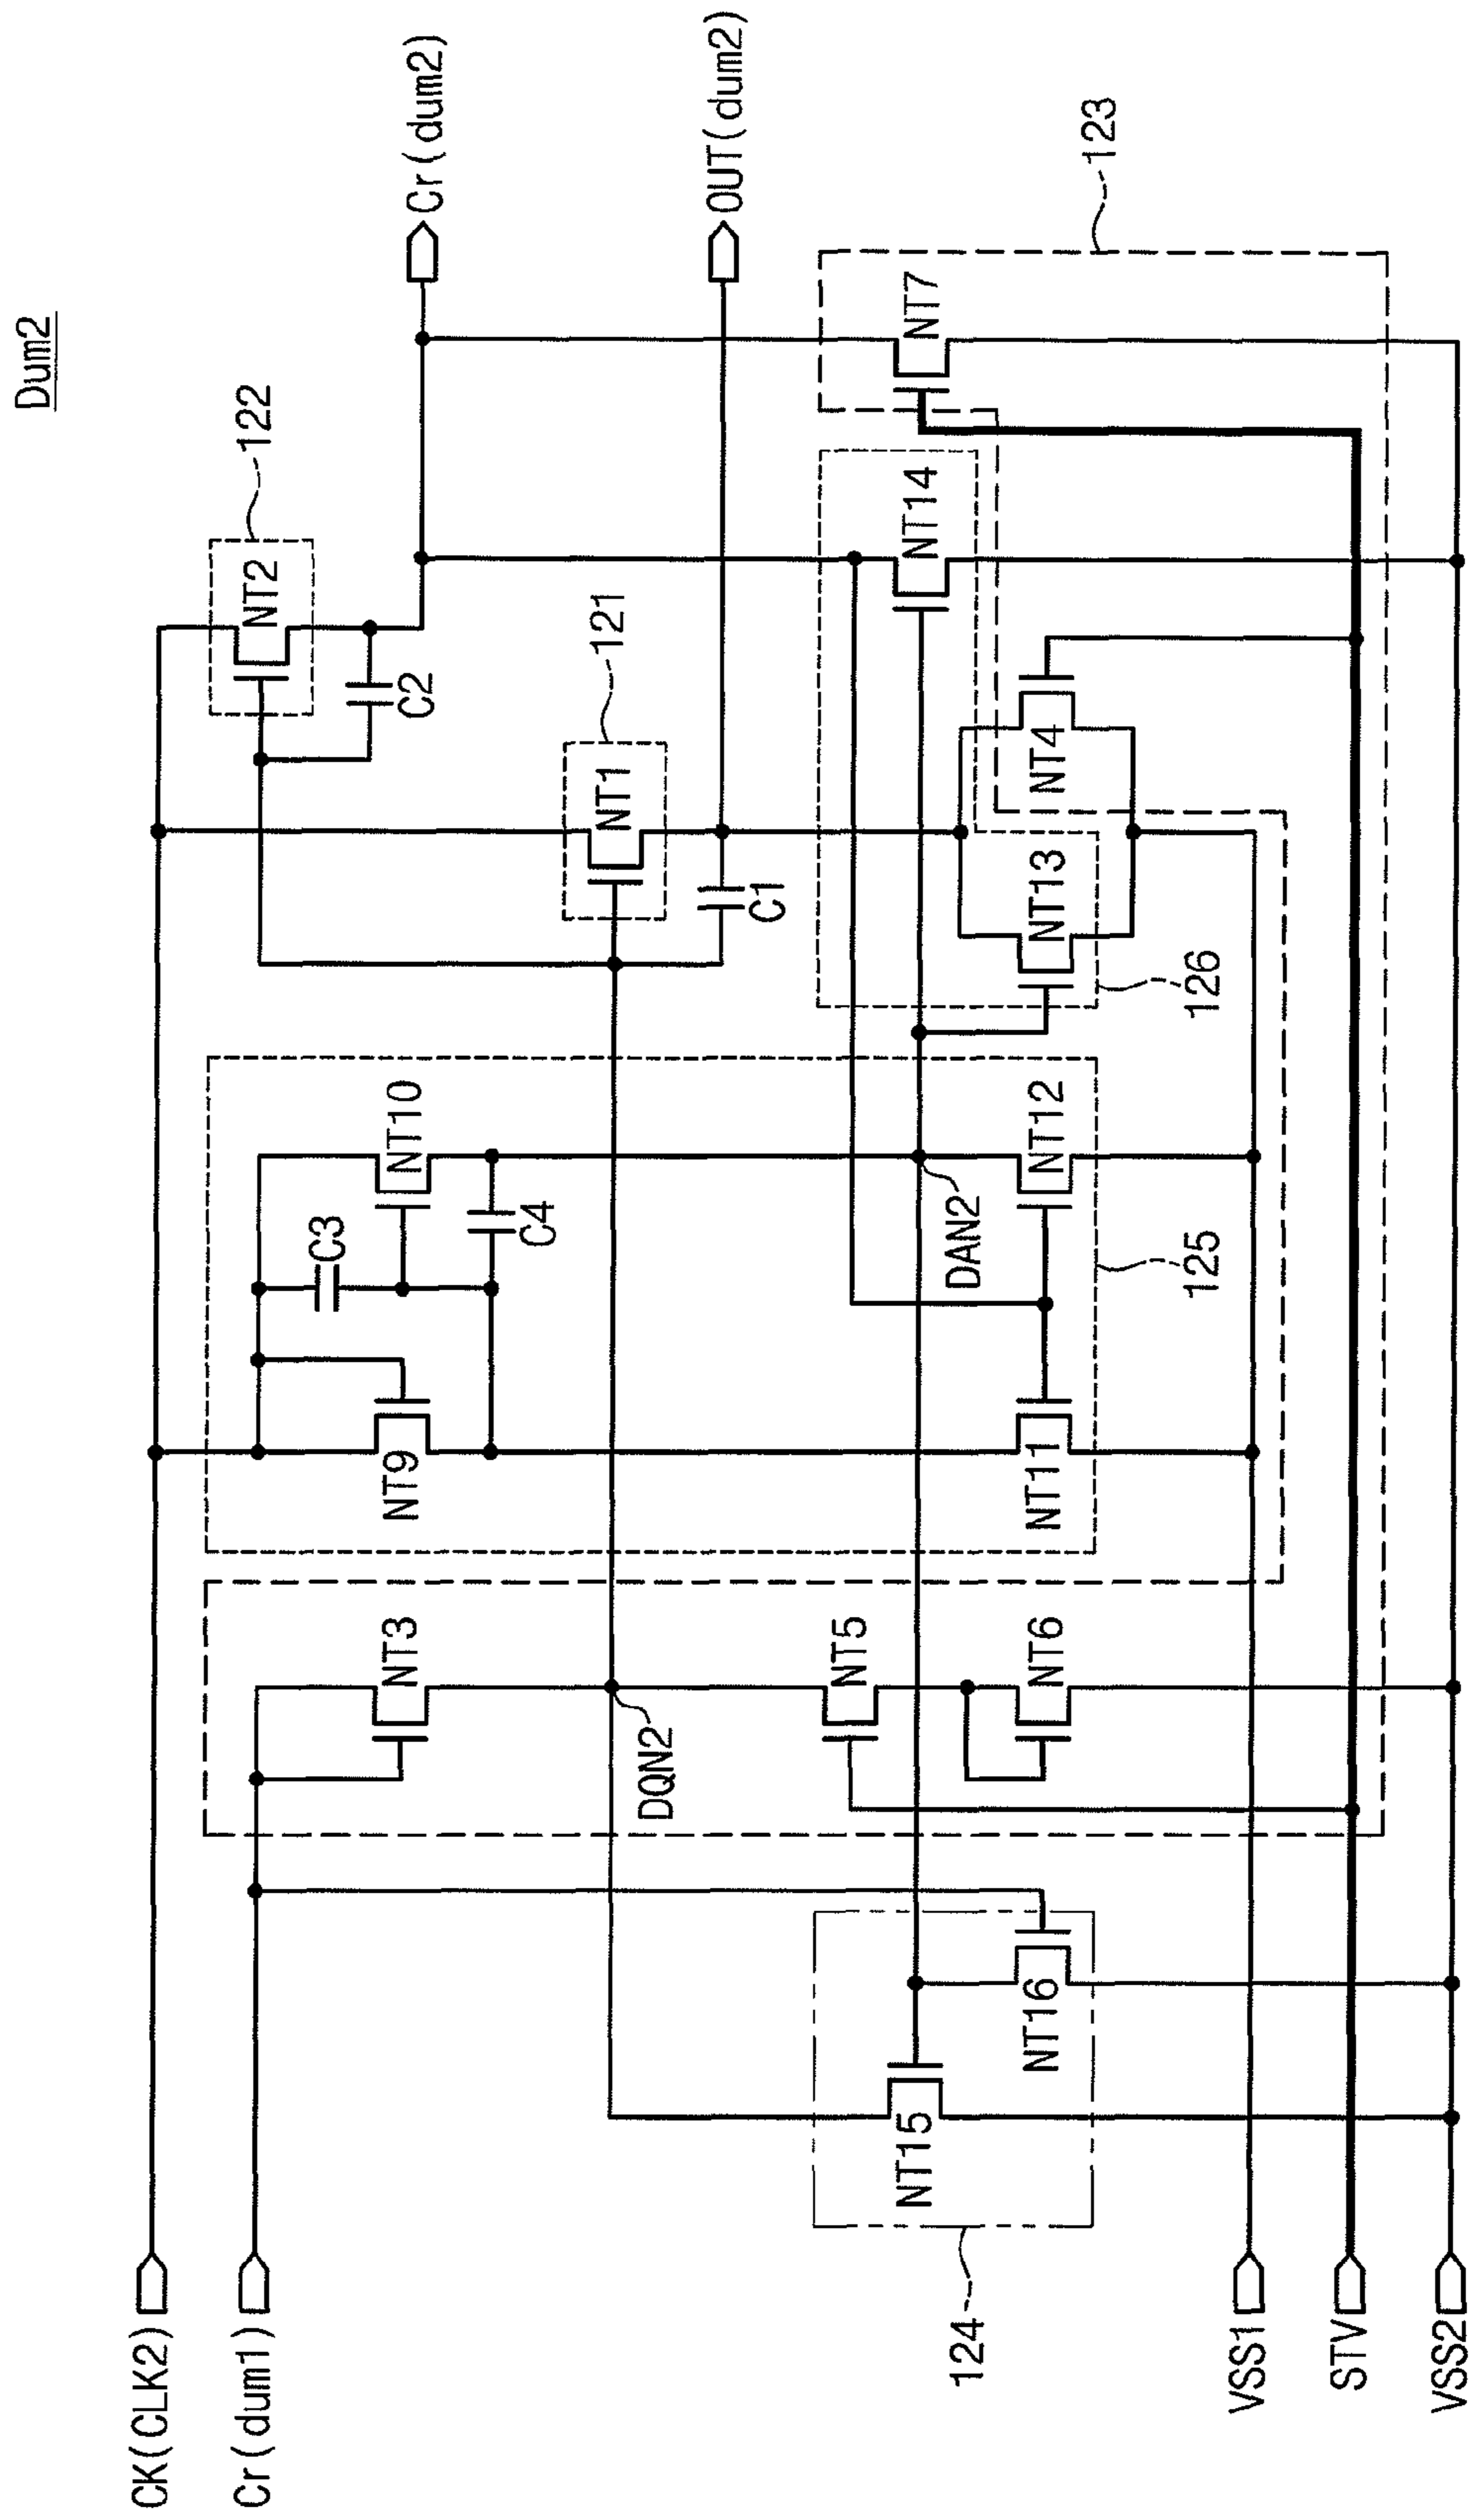 Dum2
CK(CLK2)
Cr(dum1)
VSS1
STV
VSS2
Cr(dum2)
OUT(dum2)
122
NT2
C2
121
NT1
C1
123
NT7
NT14
NT4
NT13
126
NT10
C3
C4
NT9
NT12
DAN2
NT11
125
NT3
DQN2
NT5
NT6
NT16
NT15
124